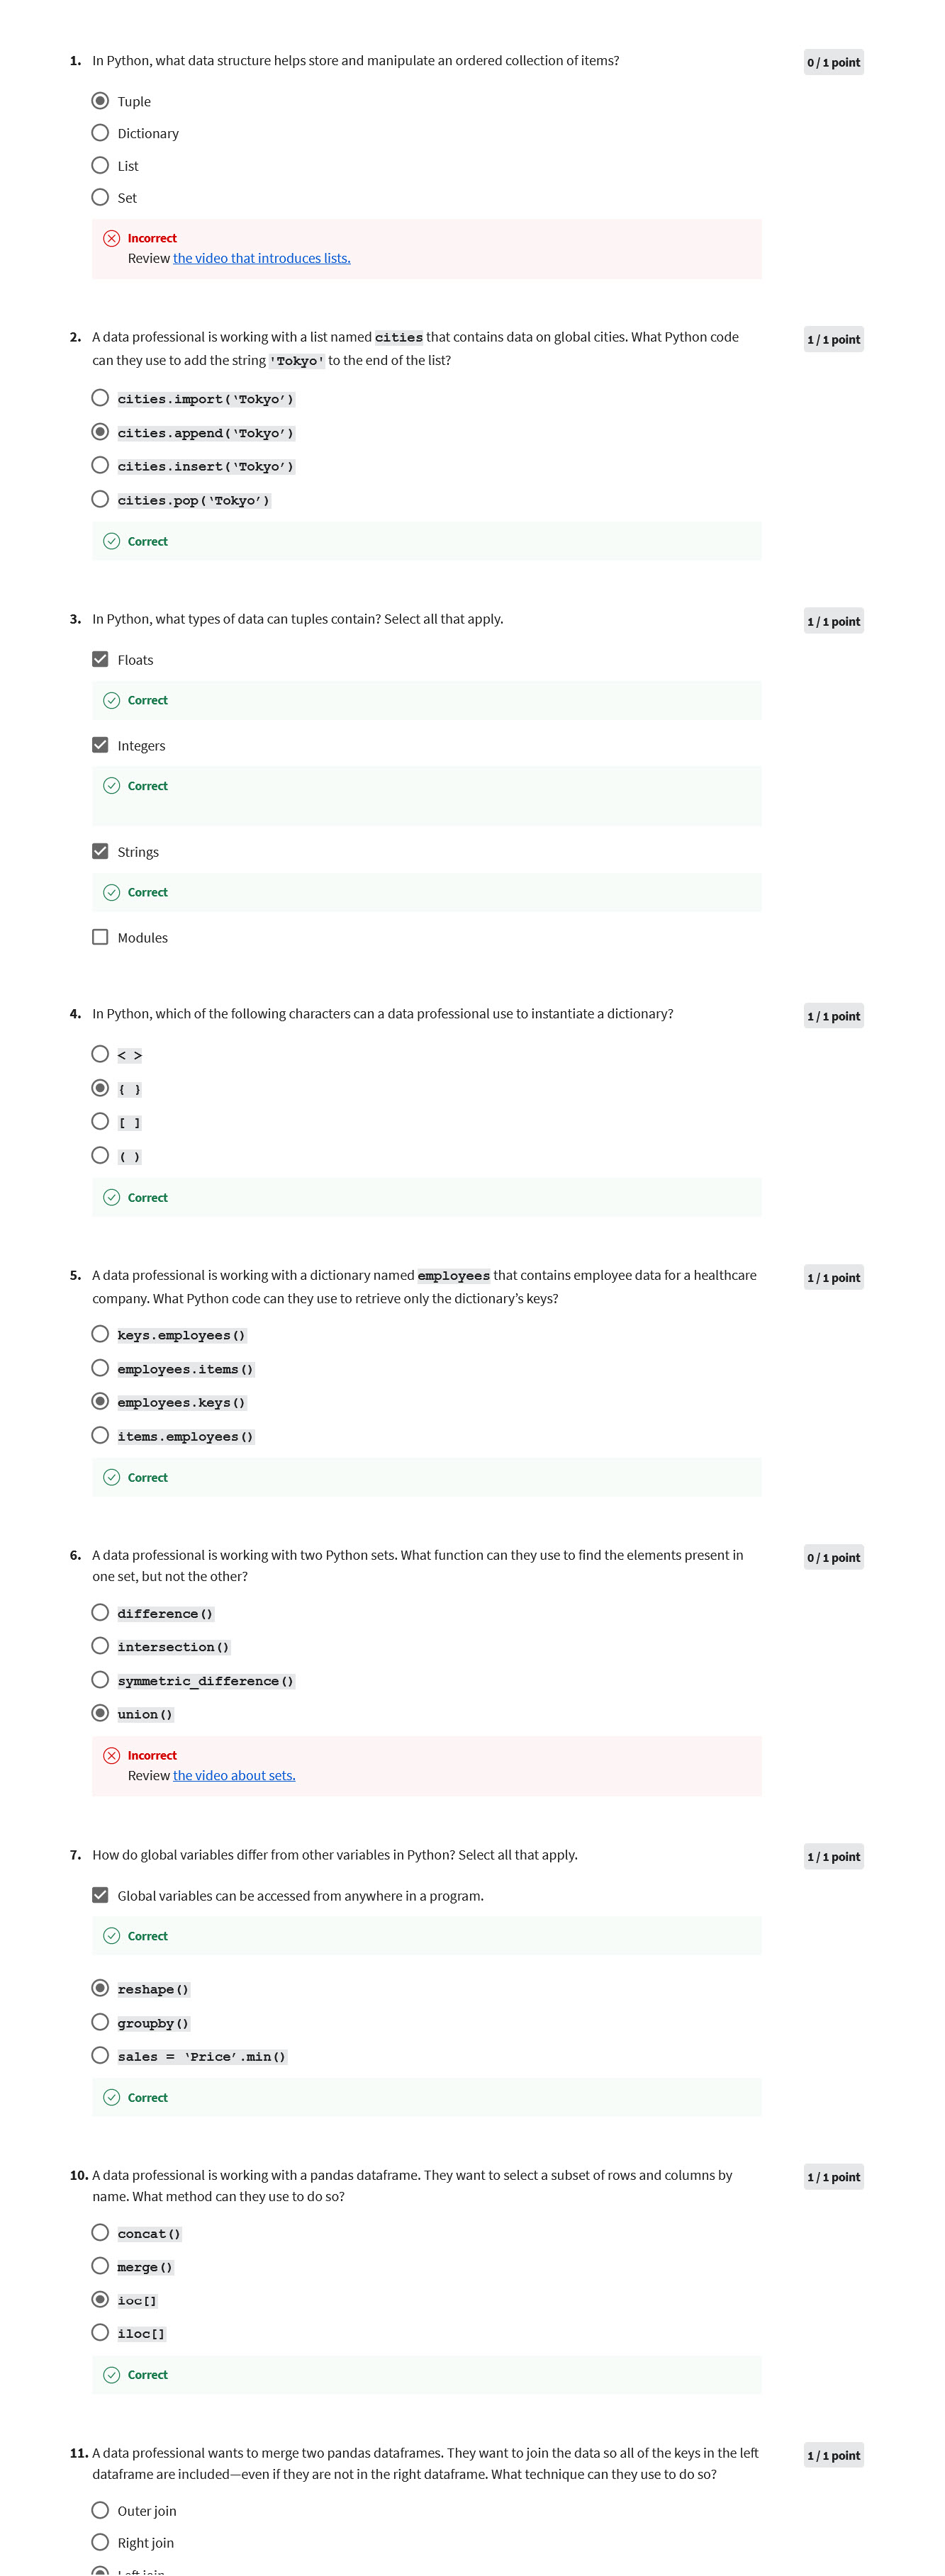 1. In Python, what data structure helps store and manipulate an ordered collection of items?
0 / 1 point
Tuple
Dictionary
List
Set
Incorrect
Review the video that introduces lists.
2. A data professional is working with a list named cities that contains data on global cities. What Python code
can they use to add the string 'Tokyo' to the end of the list?
1 / 1 point
cities.import(‘Tokyo’)
cities.append(‘Tokyo’)
cities.insert(‘Tokyo’)
cities.pop(‘Tokyo’)
Correct
3. In Python, what types of data can tuples contain? Select all that apply.
1 / 1 point
Floats
Correct
Integers
Correct
Strings
Correct
Modules
4. In Python, which of the following characters can a data professional use to instantiate a dictionary?
1 / 1 point
< >
{ }
[ ]
( )
Correct
5. A data professional is working with a dictionary named employees that contains employee data for a healthcare
company. What Python code can they use to retrieve only the dictionary’s keys?
1 / 1 point
keys.employees()
employees.items()
employees.keys()
items.employees()
Correct
6. A data professional is working with two Python sets. What function can they use to find the elements present in
one set, but not the other?
0 / 1 point
difference()
intersection()
symmetric_difference()
union()
Incorrect
Review the video about sets.
7. How do global variables differ from other variables in Python? Select all that apply.
1 / 1 point
Global variables can be accessed from anywhere in a program.
Correct
reshape()
groupby()
sales = ‘Price’.min()
Correct
10. A data professional is working with a pandas dataframe. They want to select a subset of rows and columns by
name. What method can they use to do so?
1 / 1 point
concat()
merge()
ioc[]
iloc[]
Correct
11. A data professional wants to merge two pandas dataframes. They want to join the data so all of the keys in the left
dataframe are included—even if they are not in the right dataframe. What technique can they use to do so?
1 / 1 point
Outer join
Right join
Left join